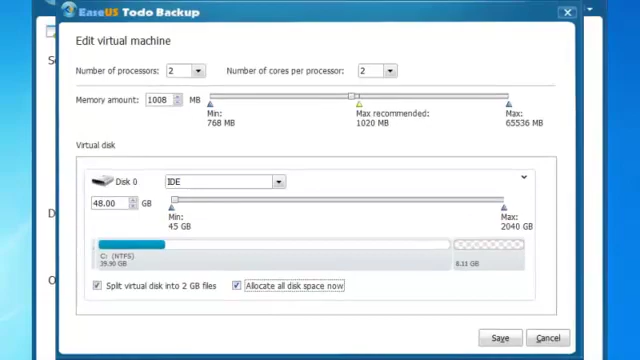 EaseUS Todo Backup
Edit virtual machine
Number of processors: 2 Number of cores per processor: 2
Memory amount: 1008 MB
Min: Max recommended: Max:
768 MB 1020 MB 65536 MB
Virtual disk
Disk 0 IDE
48.00 GB
Min: Max:
45 GB 2040 GB
C: (NTFS)
39.90 GB 8.11 GB
Split virtual disk into 2 GB files Allocate all disk space now
Save Cancel